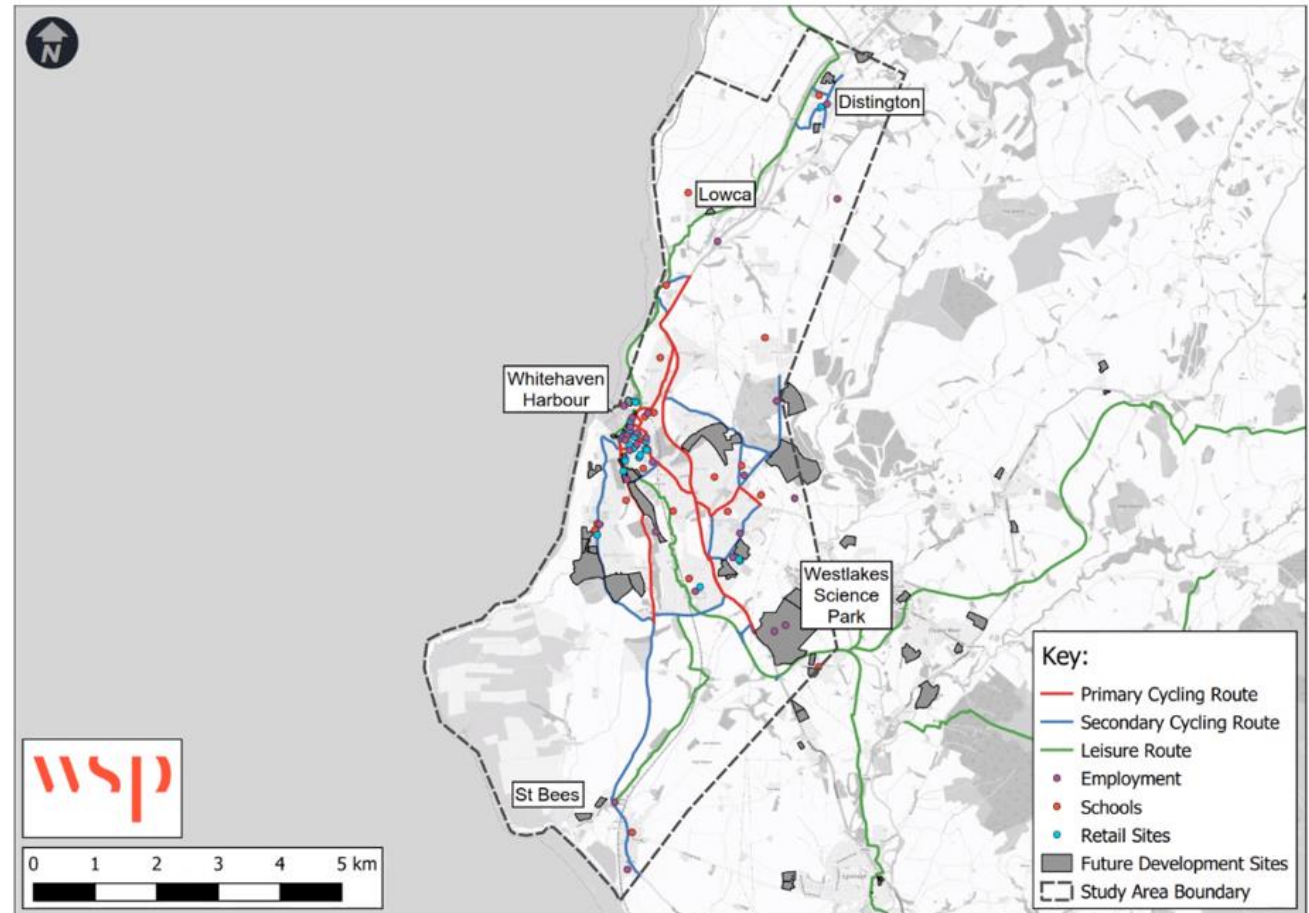 N
Distington
Lowca
Whitehaven
Harbour
Westlakes
Science
Park
St Bees
Key:
Primary Cycling Route
Secondary Cycling Route
Leisure Route
Employment
Schools
Retail Sites
Future Development Sites
Study Area Boundary
wsp
0 1 2 3 4 5 km